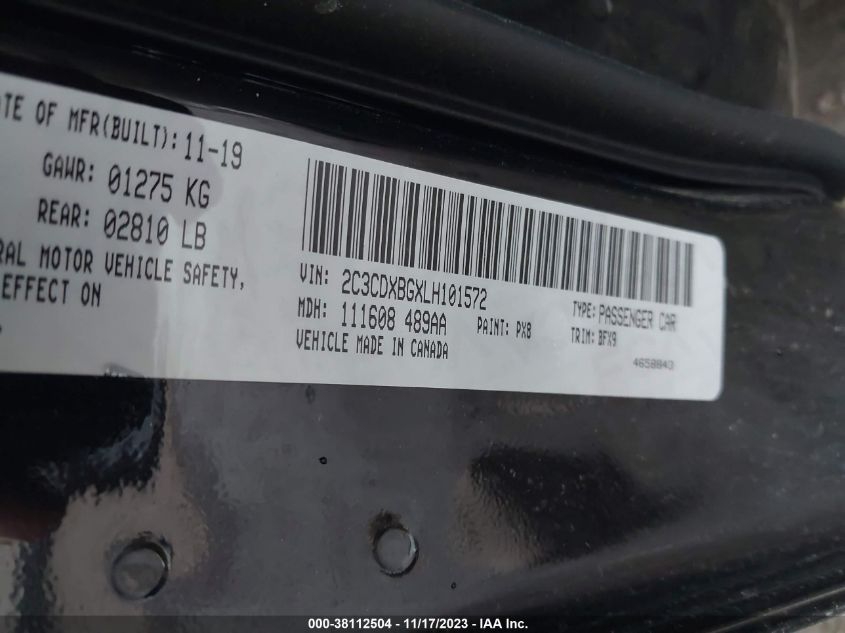 ATE OF MFR(BUILT): 11-19
GAWR: 01275 KG
REAR: 02810 LB
RAL MOTOR VEHICLE SAFETY,
EFFECT ON
VIN: 2C3CDXBGXLH101572
MDH: 111608 489AA
PAINT: PX8
VEHICLE MADE IN CANADA
TYPE: PASSENGER CAR
TRIM: BFX9
4658843
000-38112504 - 11/17/2023 - IAA Inc.